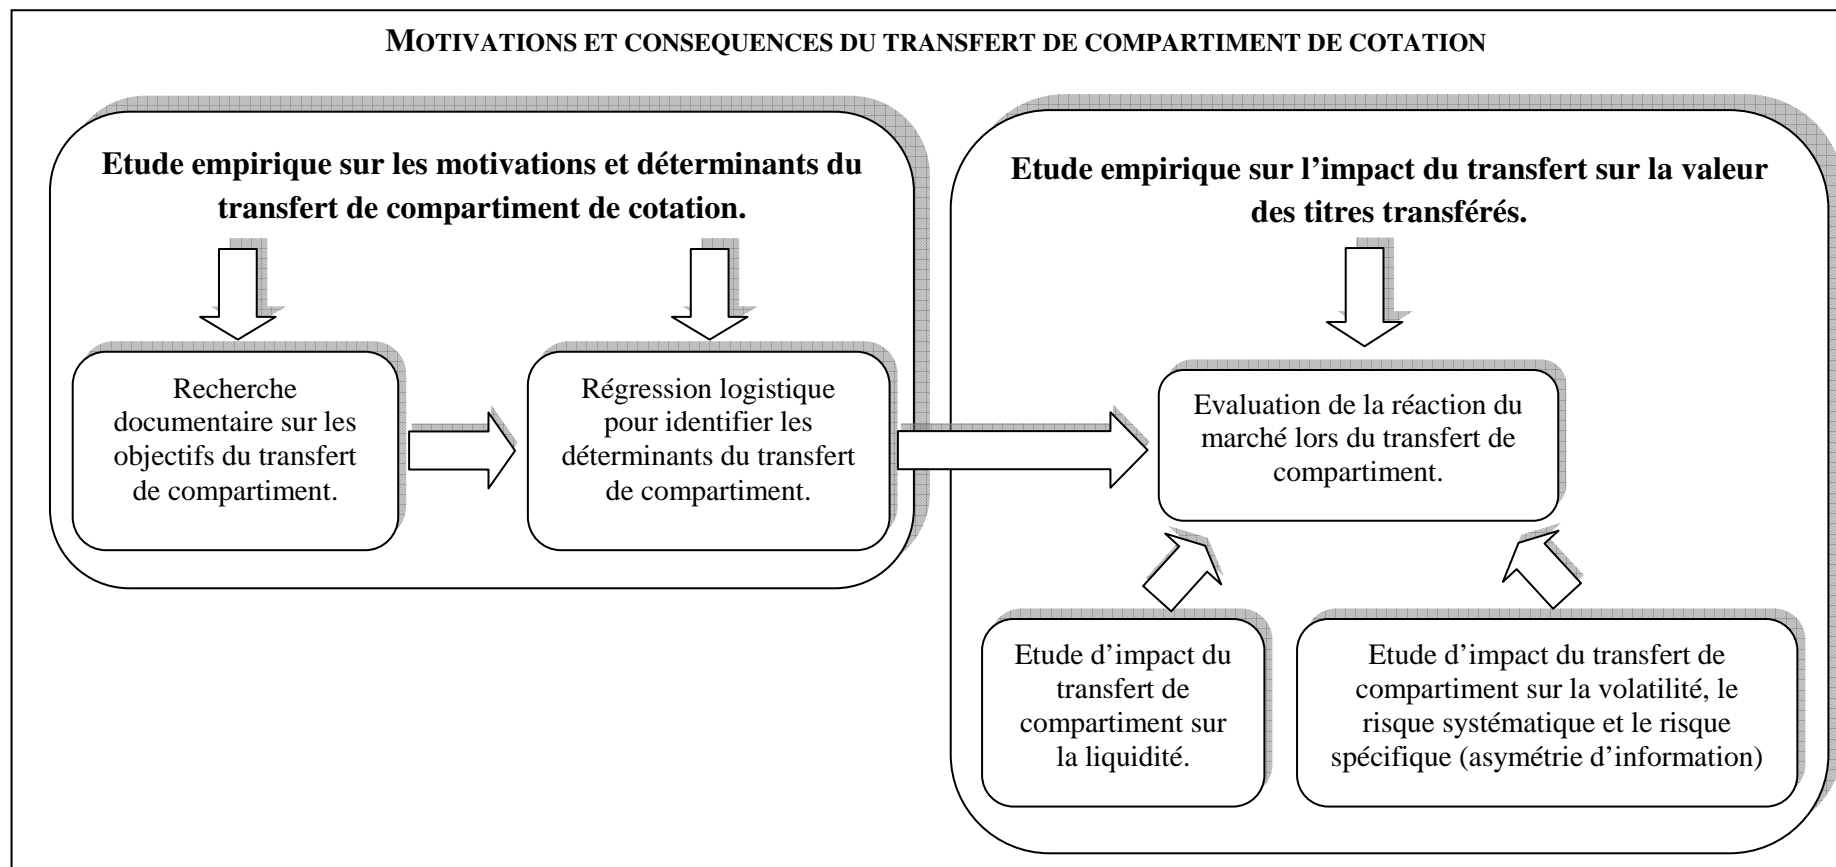 MOTIVATIONS ET CONSEQUENCES DU TRANSFERT DE COMPARTIMENT DE COTATION
Etude empirique sur les motivations et déterminants du
transfert de compartiment de cotation.
Recherche
documentaire sur les
objectifs du transfert
de compartiment.
Régression logistique
pour identifier les
déterminants du transfert
de compartiment.
Etude empirique sur l’impact du transfert sur la valeur
des titres transférés.
Evaluation de la réaction du
marché lors du transfert de
compartiment.
Etude d’impact du
transfert de
compartiment sur
la liquidité.
Etude d’impact du transfert de
compartiment sur la volatilité, le
risque systématique et le risque
spécifique (asymétrie d’information)